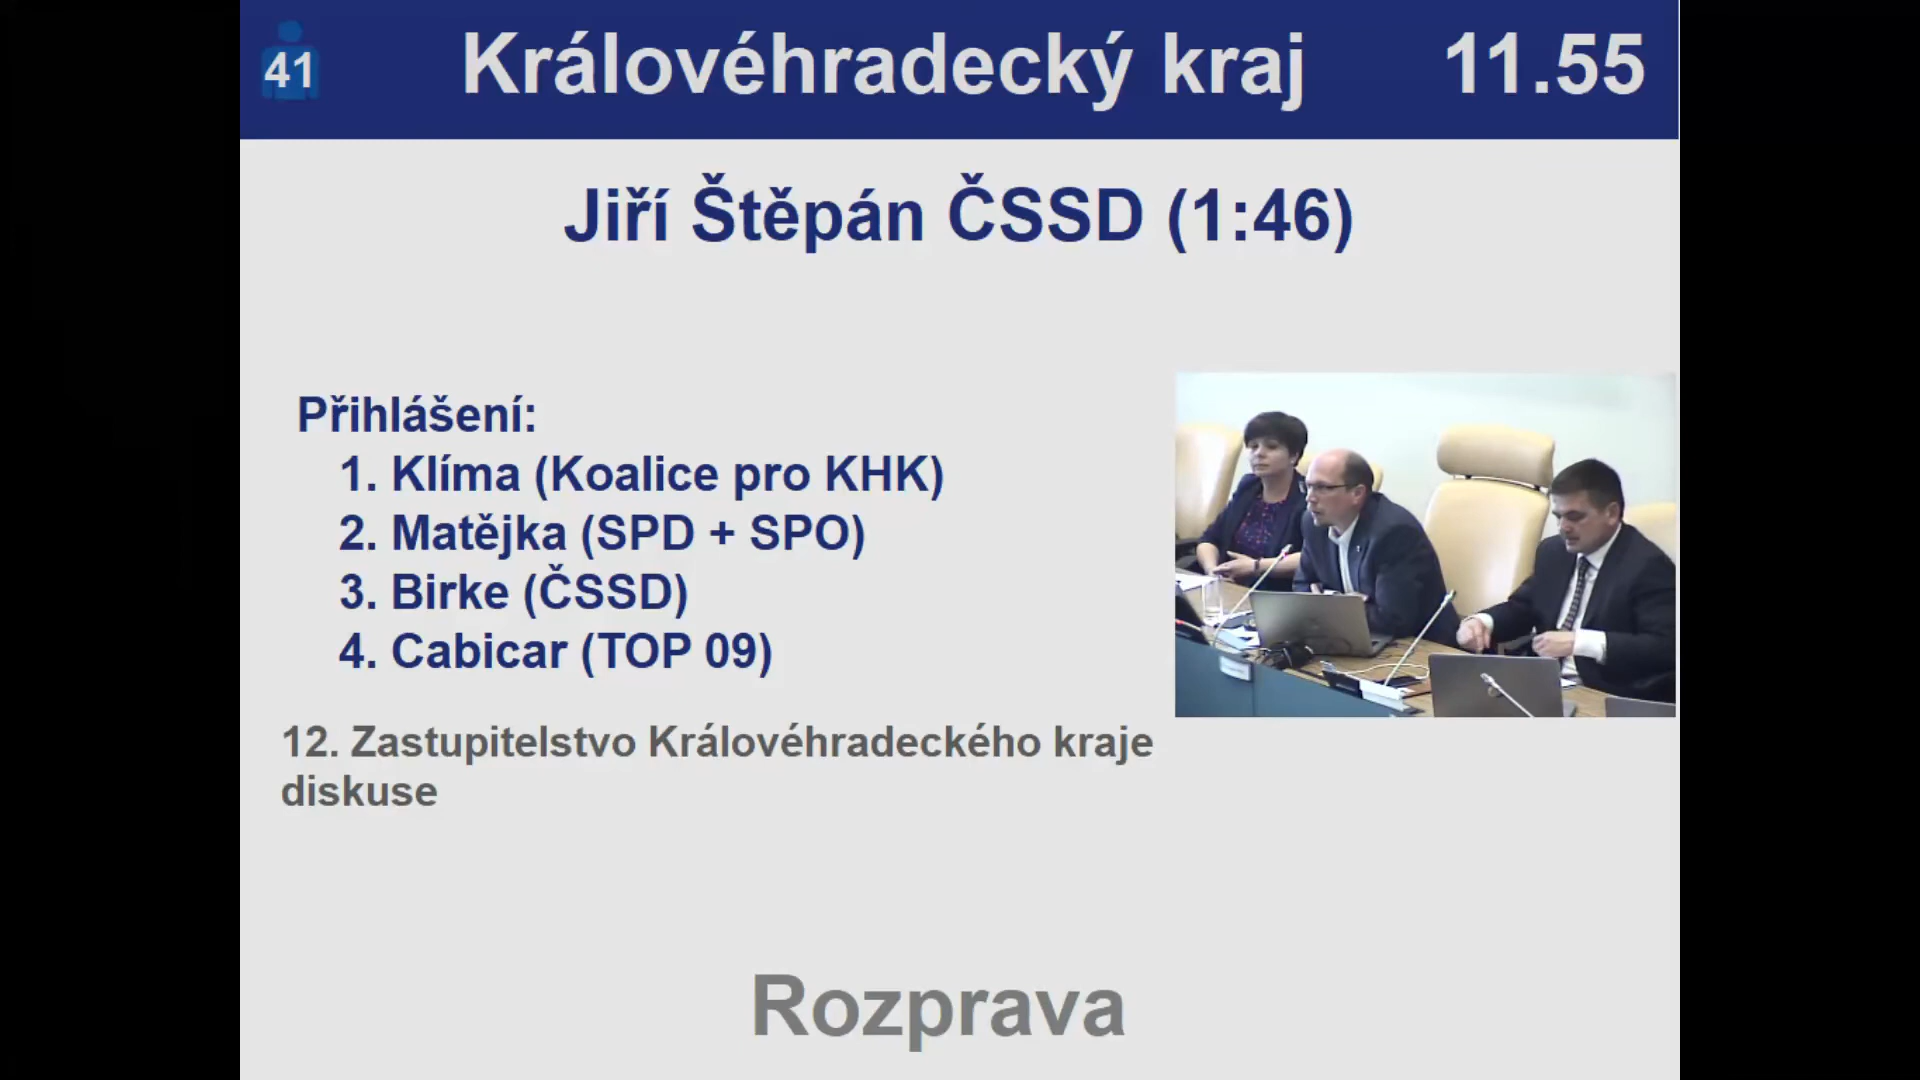 41 Královéhradecký kraj 11.55
Jiří Štěpán ČSSD (1:46)
Přihlášení:
1. Klíma (Koalice pro KHK)
2. Matějka (SPD + SPO)
3. Birke (ČSSD)
4. Cabicar (TOP 09)
12. Zastupitelstvo Královéhradeckého kraje
diskuse
Rozprava